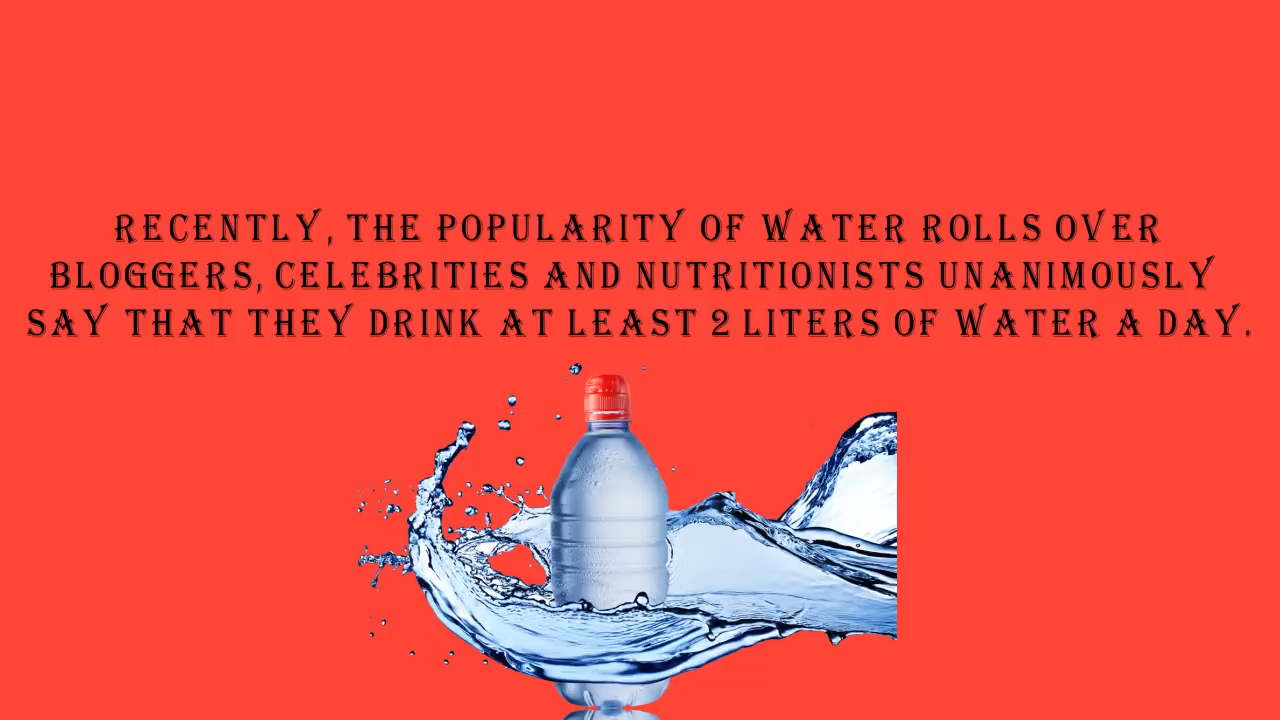 RECENTLY, THE POPULARITY OF WATER ROLLS OVER
BLOGGERS, CELEBRITIES AND NUTRITIONISTS UNANIMOUSLY
SAY THAT THEY DRINK AT LEAST 2 LITERS OF WATER A DAY.